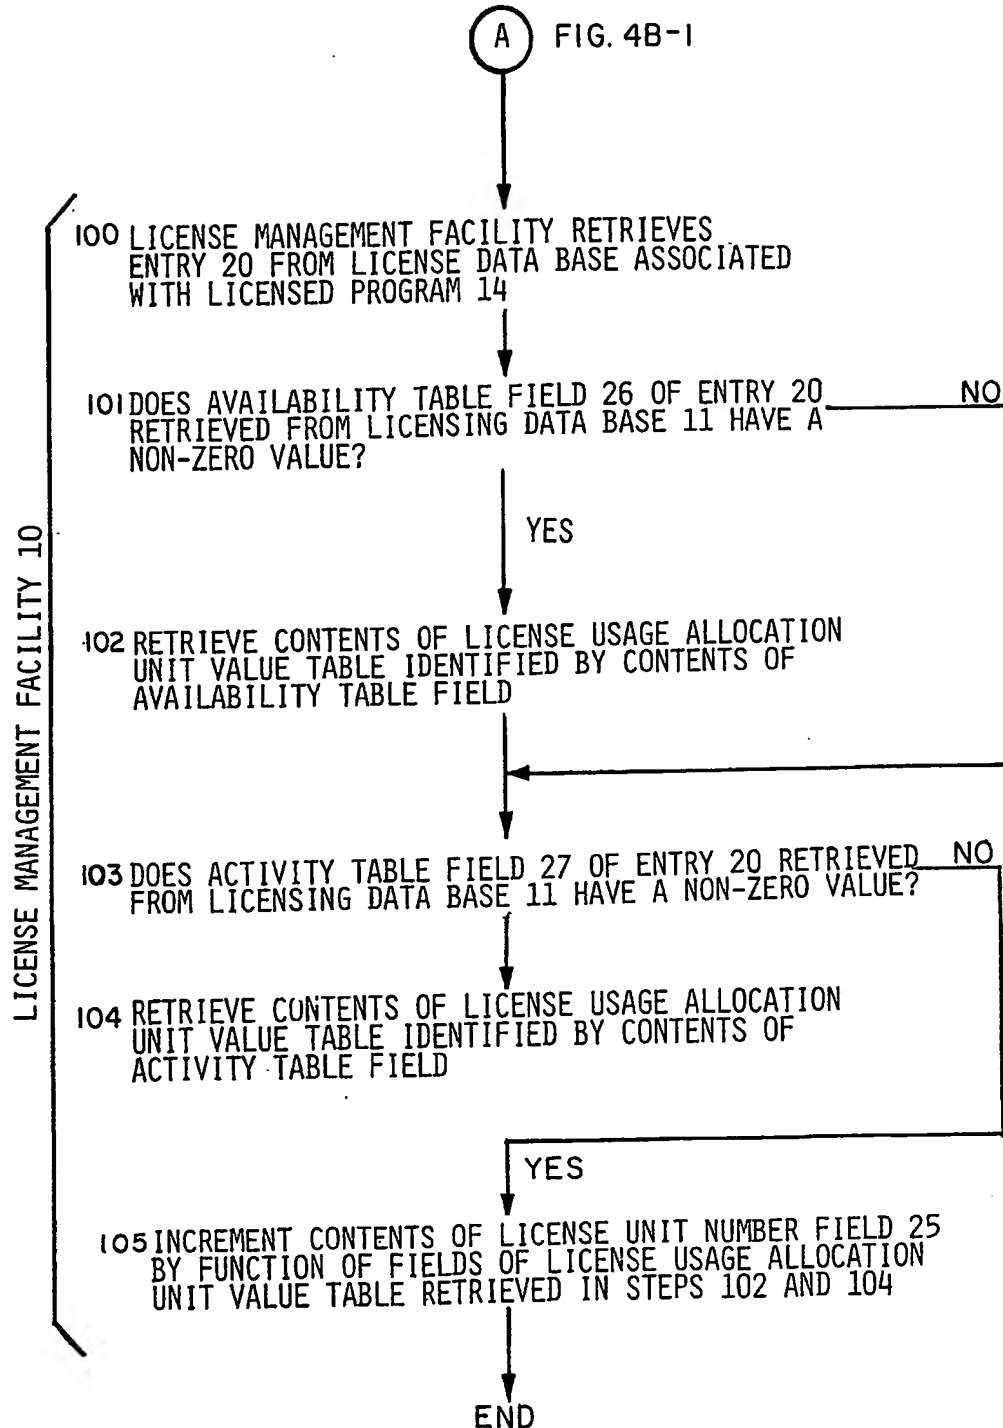 A FIG. 4B-1
LICENSE MANAGEMENT FACILITY 10
100 LICENSE MANAGEMENT FACILITY RETRIEVES
ENTRY 20 FROM LICENSE DATA BASE ASSOCIATED
WITH LICENSED PROGRAM 14
101 DOES AVAILABILITY TABLE FIELD 26 OF ENTRY 20 NO
RETRIEVED FROM LICENSING DATA BASE 11 HAVE A
NON-ZERO VALUE?
YES
102 RETRIEVE CONTENTS OF LICENSE USAGE ALLOCATION
UNIT VALUE TABLE IDENTIFIED BY CONTENTS OF
AVAILABILITY TABLE FIELD
103 DOES ACTIVITY TABLE FIELD 27 OF ENTRY 20 RETRIEVED NO
FROM LICENSING DATA BASE 11 HAVE A NON-ZERO VALUE?
104 RETRIEVE CONTENTS OF LICENSE USAGE ALLOCATION
UNIT VALUE TABLE IDENTIFIED BY CONTENTS OF
ACTIVITY TABLE FIELD
YES
105 INCREMENT CONTENTS OF LICENSE UNIT NUMBER FIELD 25
BY FUNCTION OF FIELDS OF LICENSE USAGE ALLOCATION
UNIT VALUE TABLE RETRIEVED IN STEPS 102 AND 104
END